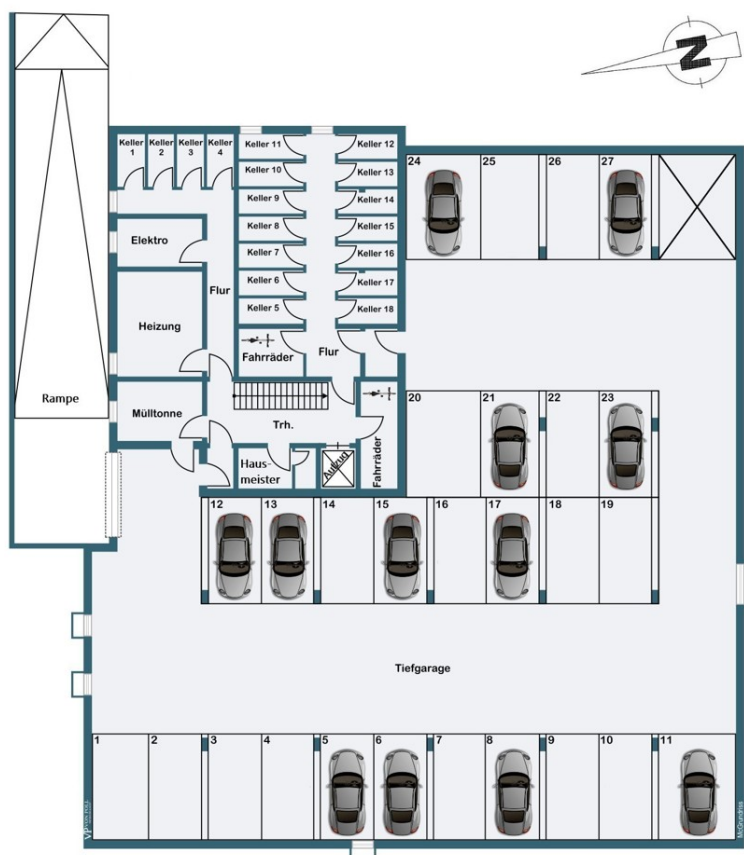 N
Keller
1
Keller
2
Keller
3
Keller
4
Keller 11
Keller 12
Keller 10
Keller 13
Keller 9
Keller 14
Keller 8
Keller 15
Keller 7
Keller 16
Keller 6
Keller 17
Keller 5
Keller 18
Elektro
Flur
Heizung
Fahrräder
Flur
Rampe
Mülltonne
Trh.
Haus-
meister
Aufzug
Fahrräder
24
25
26
27
20
21
22
23
12
13
14
15
16
17
18
19
Tiefgarage
1
2
3
4
5
6
7
8
9
10
11
VP
McGrundriss